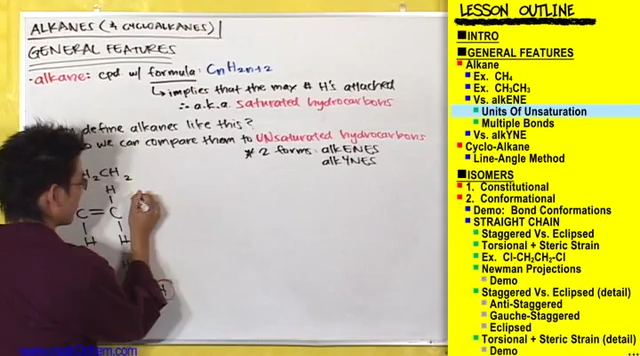 ALKANES (& CYCLOALKANES)
GENERAL FEATURES
- alkane: cpd w/ formula: CnH2n+2
implies that the max # H's attached
∴ a.k.a. saturated hydrocarbons
define alkanes like this?
we can compare them to UNsaturated hydrocarbons
* 2 forms: alkENES
alkYNES
H2CH2
H
C=C
H H
LESSON OUTLINE
INTRO
GENERAL FEATURES
Alkane
Ex. CH4
Ex. CH3CH3
Vs. alkENE
Units Of Unsaturation
Multiple Bonds
Vs. alkYNE
Cyclo-Alkane
Line-Angle Method
ISOMERS
1. Constitutional
2. Conformational
Demo: Bond Conformations
STRAIGHT CHAIN
Staggered Vs. Eclipsed
Torsional + Steric Strain
Ex. Cl-CH2CH2-Cl
Newman Projections
Demo
Staggered Vs. Eclipsed (detail)
Anti-Staggered
Gauche-Staggered
Eclipsed
Torsional + Steric Strain (detail)
Demo